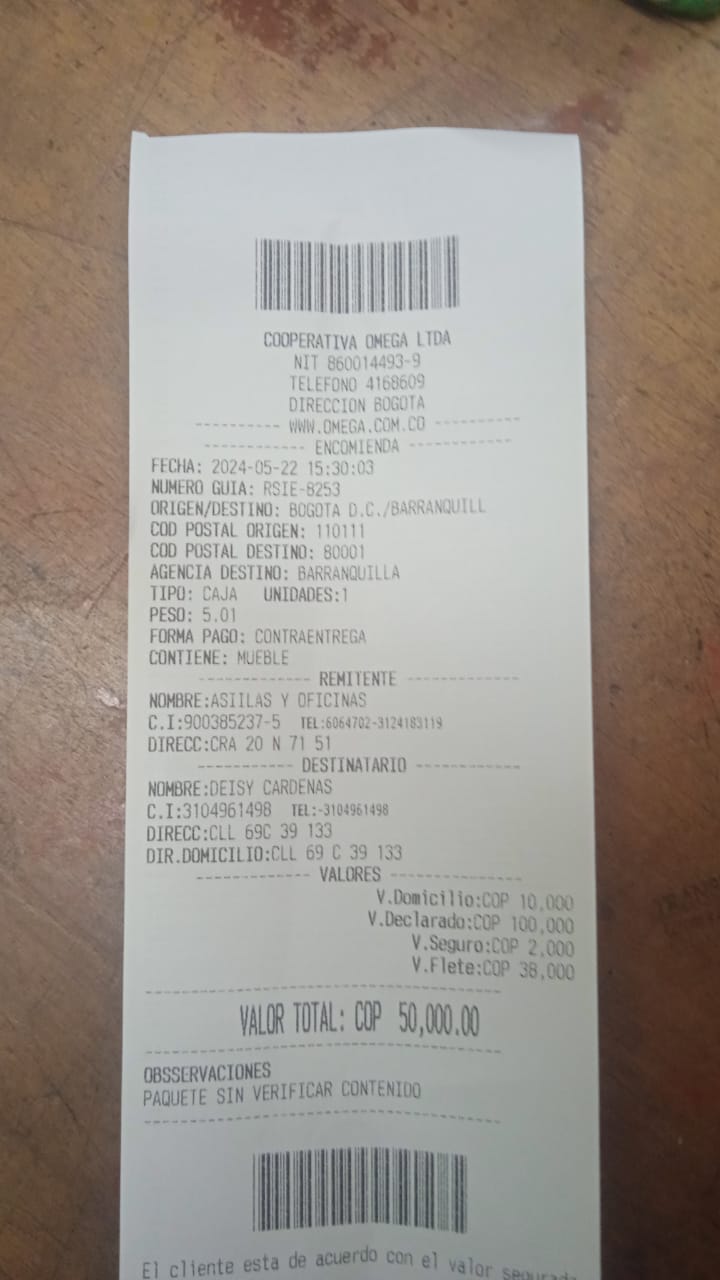 COOPERATIVA OMEGA LTDA
NIT 860014493-9
TELEFONO 4168609
DIRECCION BOGOTA
---------- WWW.OMEGA.COM.CO ----------
------------ ENCOMIENDA ------------
FECHA: 2024-05-22 15:30:03
NUMERO GUIA: RSIE-8253
ORIGEN/DESTINO: BOGOTA D.C./BARRANQUILL
COD POSTAL ORIGEN: 110111
COD POSTAL DESTINO: 80001
AGENCIA DESTINO: BARRANQUILLA
TIPO: CAJA UNIDADES:1
PESO: 5.01
FORMA PAGO: CONTRAENTREGA
CONTIENE: MUEBLE
------------- REMITENTE -------------
NOMBRE:ASIILAS Y OFICINAS
C.I:900385237-5 TEL:6064702-3124183119
DIRECC:CRA 20 N 71 51
------------ DESTINATARIO ------------
NOMBRE:DEISY CARDENAS
C.I:3104961498 TEL:-3104961498
DIRECC:CLL 69C 39 133
DIR.DOMICILIO:CLL 69 C 39 133
------------- VALORES ---------------
V.Domicilio:COP 10,000
V.Declarado:COP 100,000
V.Seguro:COP 2,000
V.Flete:COP 38,000
VALOR TOTAL: COP 50,000.00
OBSSERVACIONES
PAQUETE SIN VERIFICAR CONTENIDO
El cliente esta de acuerdo con el valor